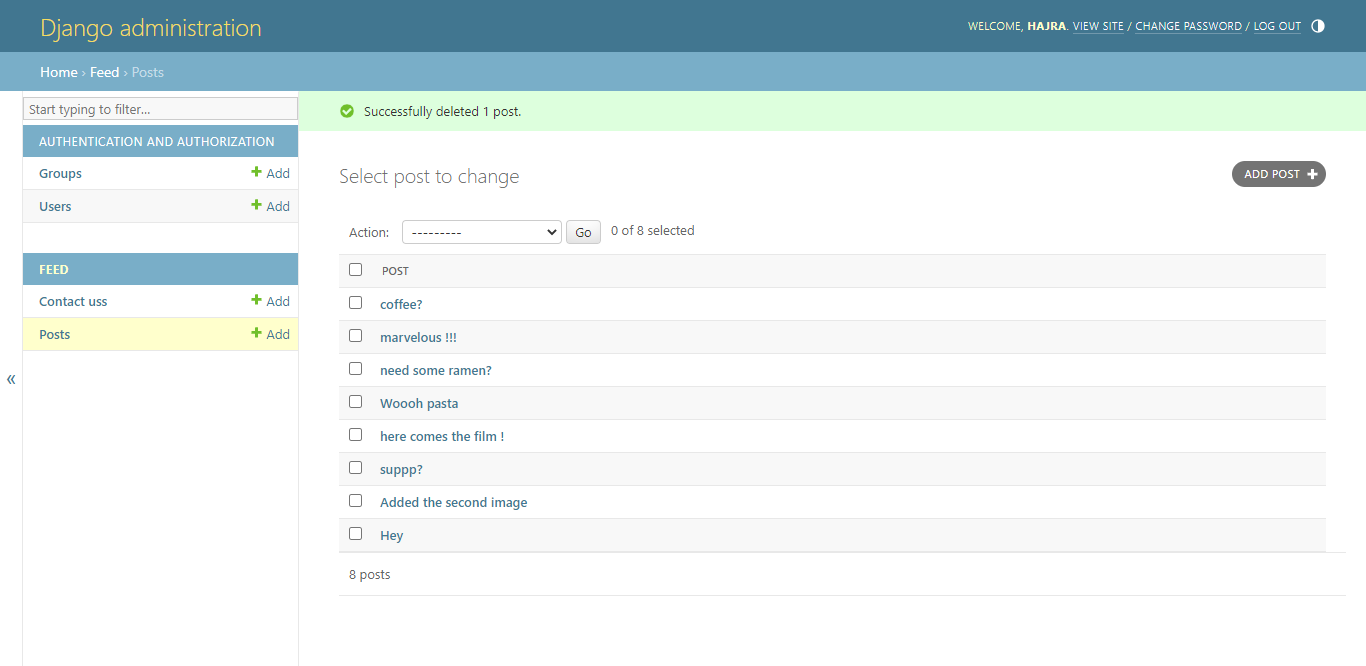 Django administration
WELCOME, HAJRA. VIEW SITE / CHANGE PASSWORD / LOG OUT
Home › Feed › Posts
Start typing to filter...
AUTHENTICATION AND AUTHORIZATION
Groups + Add
Users + Add
FEED
Contact uss + Add
Posts + Add
«
Successfully deleted 1 post.
Select post to change
ADD POST +
Action: --------- Go 0 of 8 selected
POST
coffee?
marvelous !!!
need some ramen?
Woooh pasta
here comes the film !
suppp?
Added the second image
Hey
8 posts